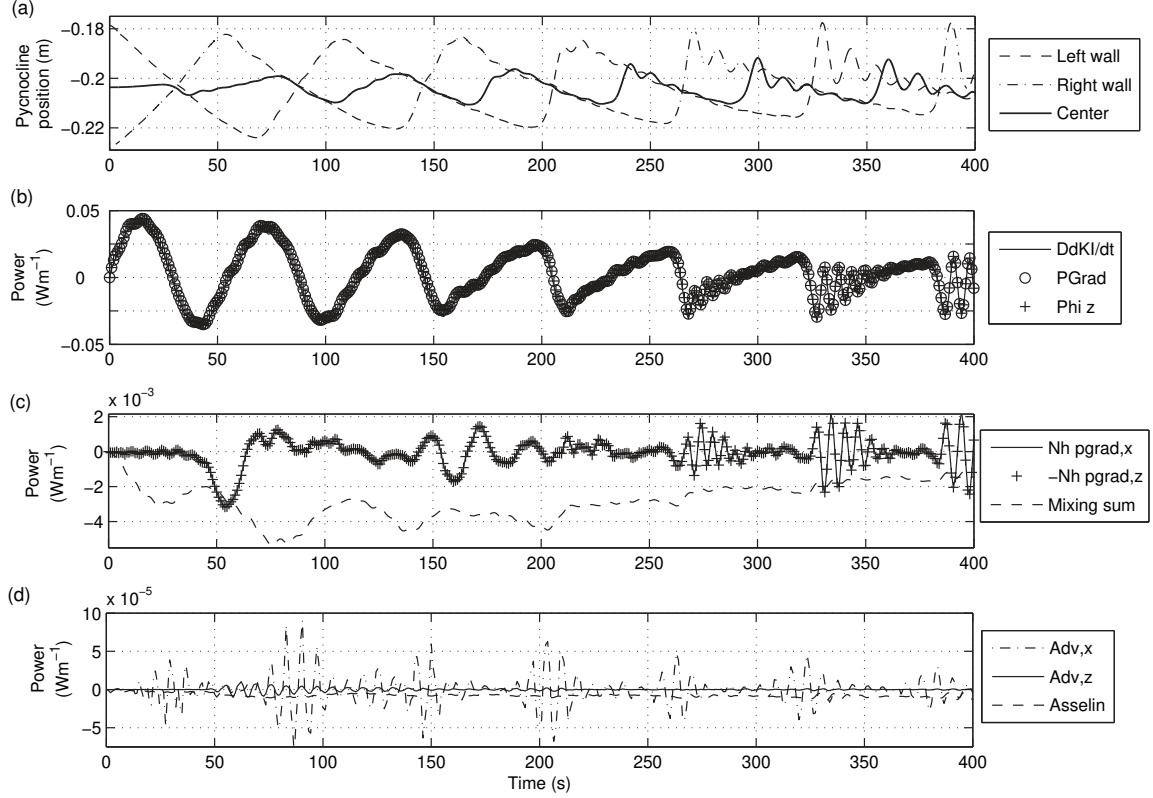 (a)
−0.18
−0.2
−0.22
Pycnocline
position (m)
0 50 100 150 200 250 300 350 400
Left wall
Right wall
Center
(b)
0.05
0
−0.05
Power
(Wm−1)
0 50 100 150 200 250 300 350 400
DdKI/dt
PGrad
Phi z
(c)
x 10−3
2
0
−2
−4
Power
(Wm−1)
0 50 100 150 200 250 300 350 400
Nh pgrad,x
−Nh pgrad,z
Mixing sum
(d)
x 10−5
10
5
0
−5
Power
(Wm−1)
0 50 100 150 200 250 300 350 400
Time (s)
Adv,x
Adv,z
Asselin